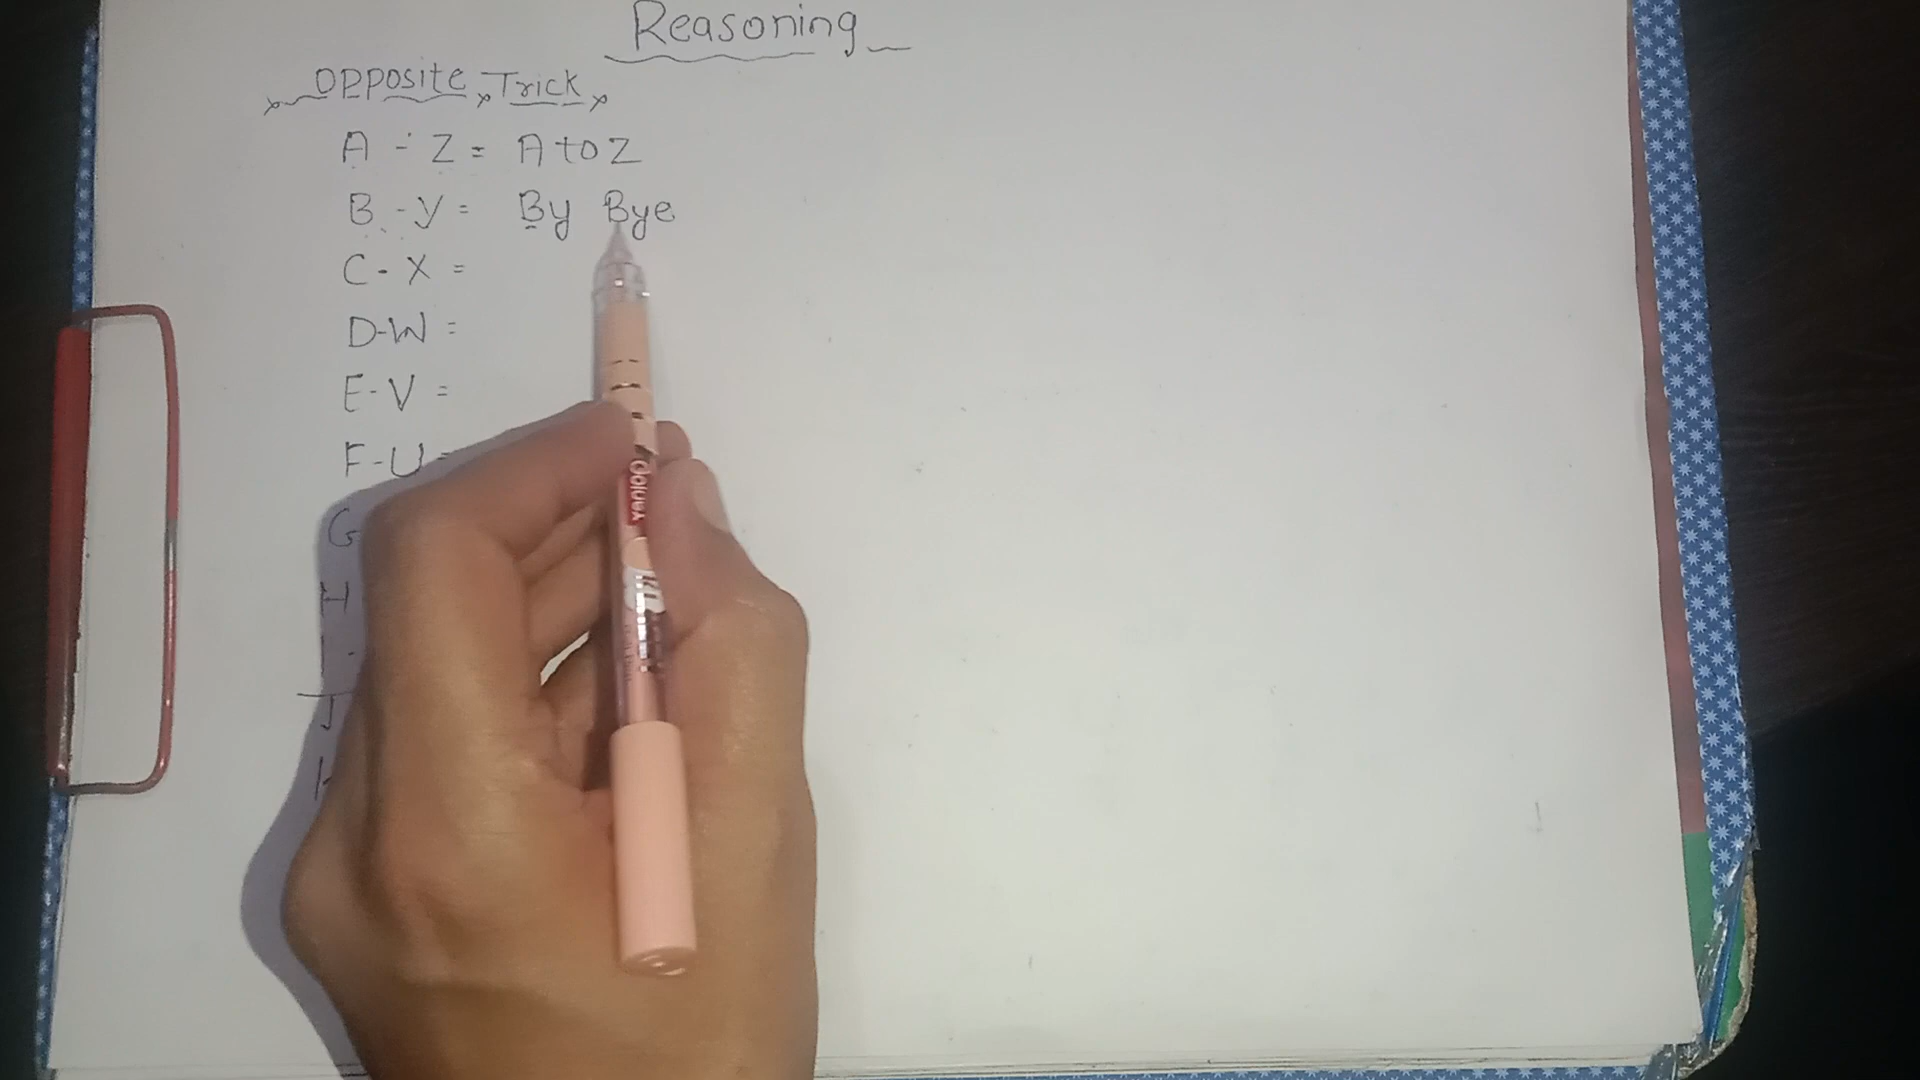 Reasoning
Opposite Trick
A - Z = A to Z
B - Y = By Bye
C - X =
D - W =
E - V =
F - U =
G
H
I -
J